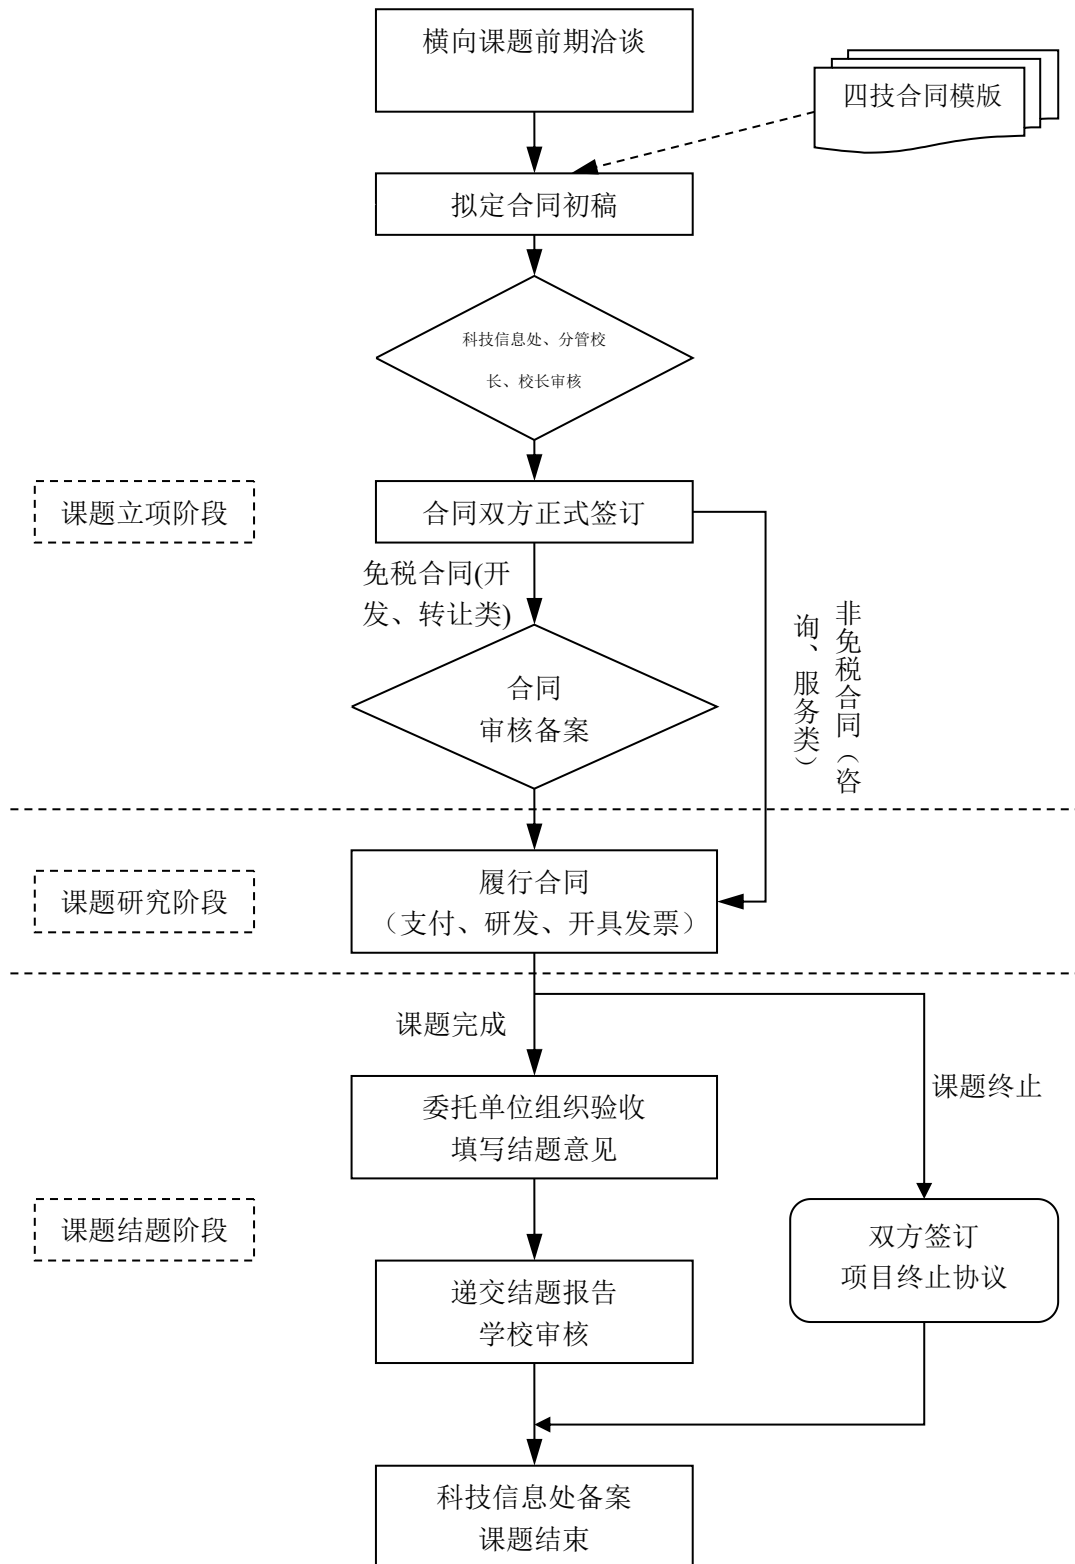 横向课题前期洽谈
四技合同模版
拟定合同初稿
科技信息处、分管校
长、校长审核
课题立项阶段
合同双方正式签订
免税合同(开
发、转让类)
非免税合同（咨
询、服务类）
合同
审核备案
课题研究阶段
履行合同
（支付、研发、开具发票）
课题完成
课题终止
委托单位组织验收
填写结题意见
课题结题阶段
双方签订
项目终止协议
递交结题报告
学校审核
科技信息处备案
课题结束